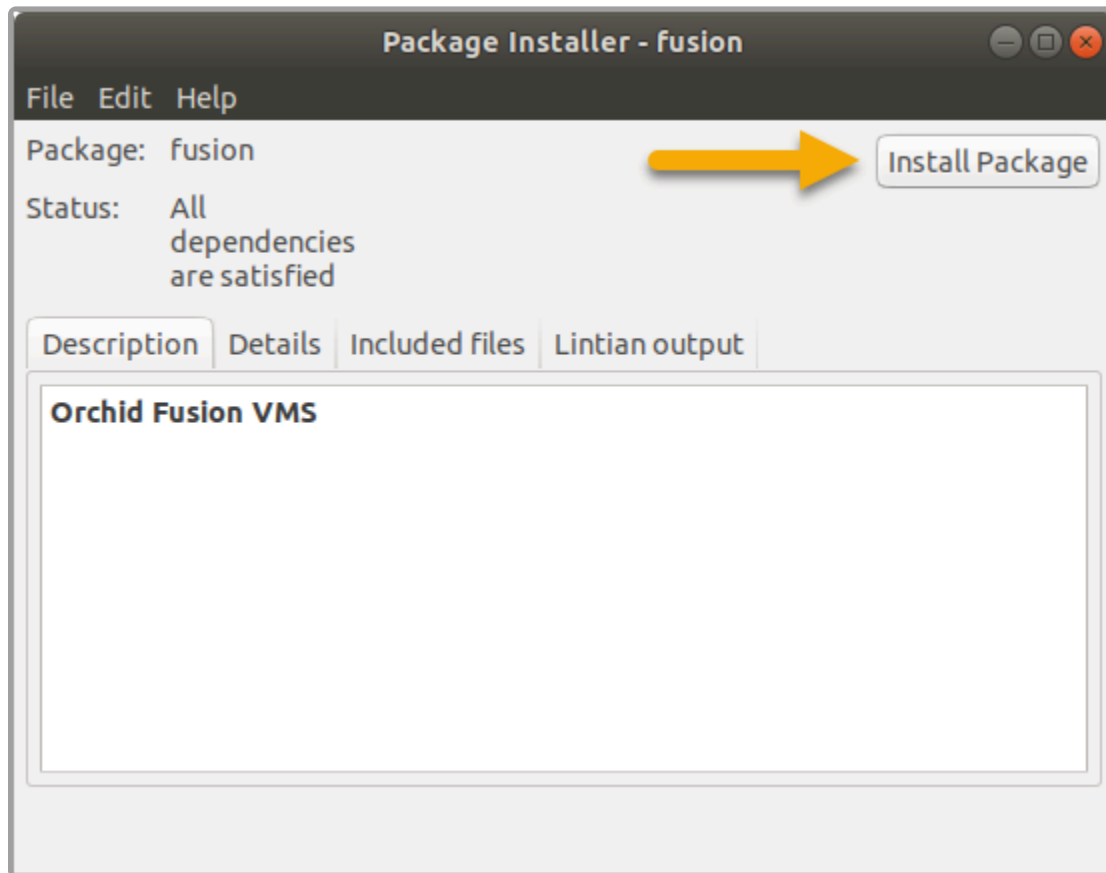 Package Installer - fusion
File Edit Help
Package: fusion
Install Package
Status: All
dependencies
are satisfied
Description Details Included files Lintian output
Orchid Fusion VMS